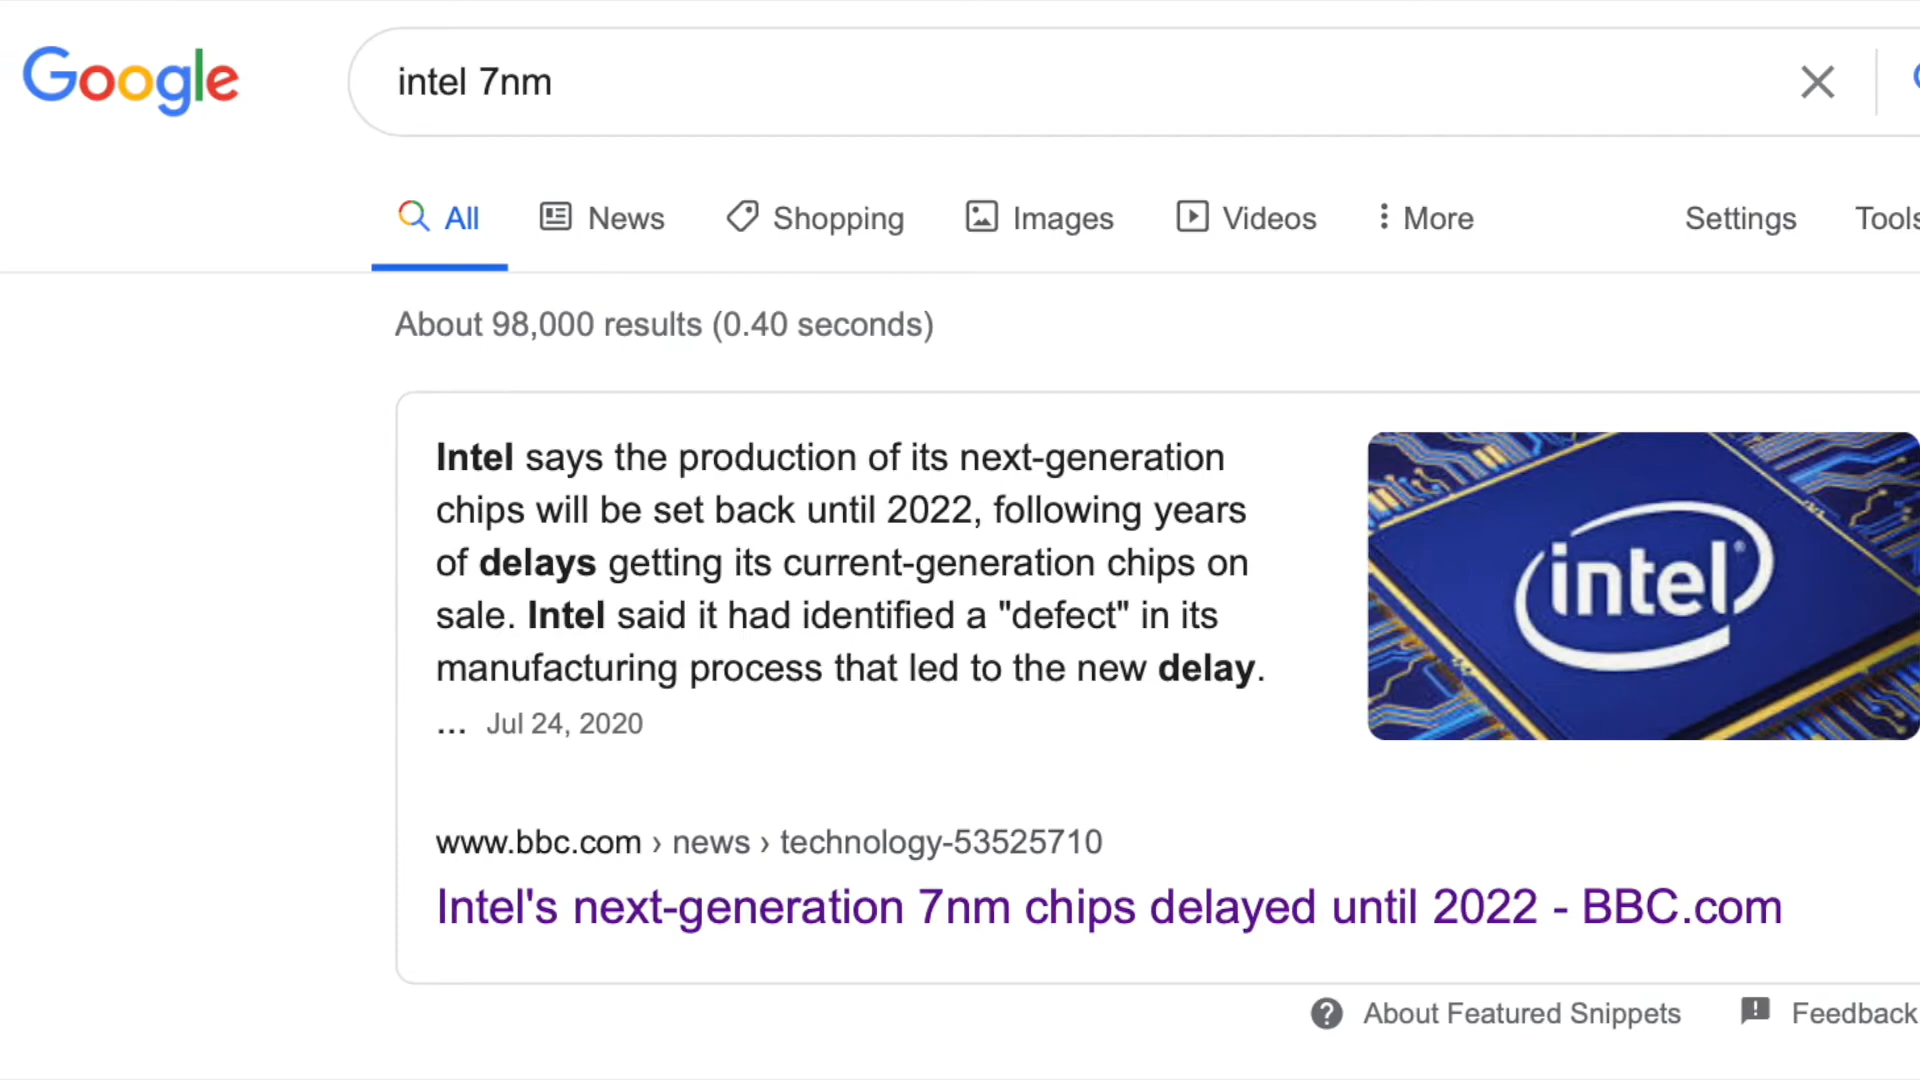 Google
intel 7nm
All News Shopping Images Videos More Settings Tools
About 98,000 results (0.40 seconds)
Intel says the production of its next-generation
chips will be set back until 2022, following years
of delays getting its current-generation chips on
sale. Intel said it had identified a "defect" in its
manufacturing process that led to the new delay.
... Jul 24, 2020
intel®
www.bbc.com › news › technology-53525710
Intel's next-generation 7nm chips delayed until 2022 - BBC.com
About Featured Snippets Feedback